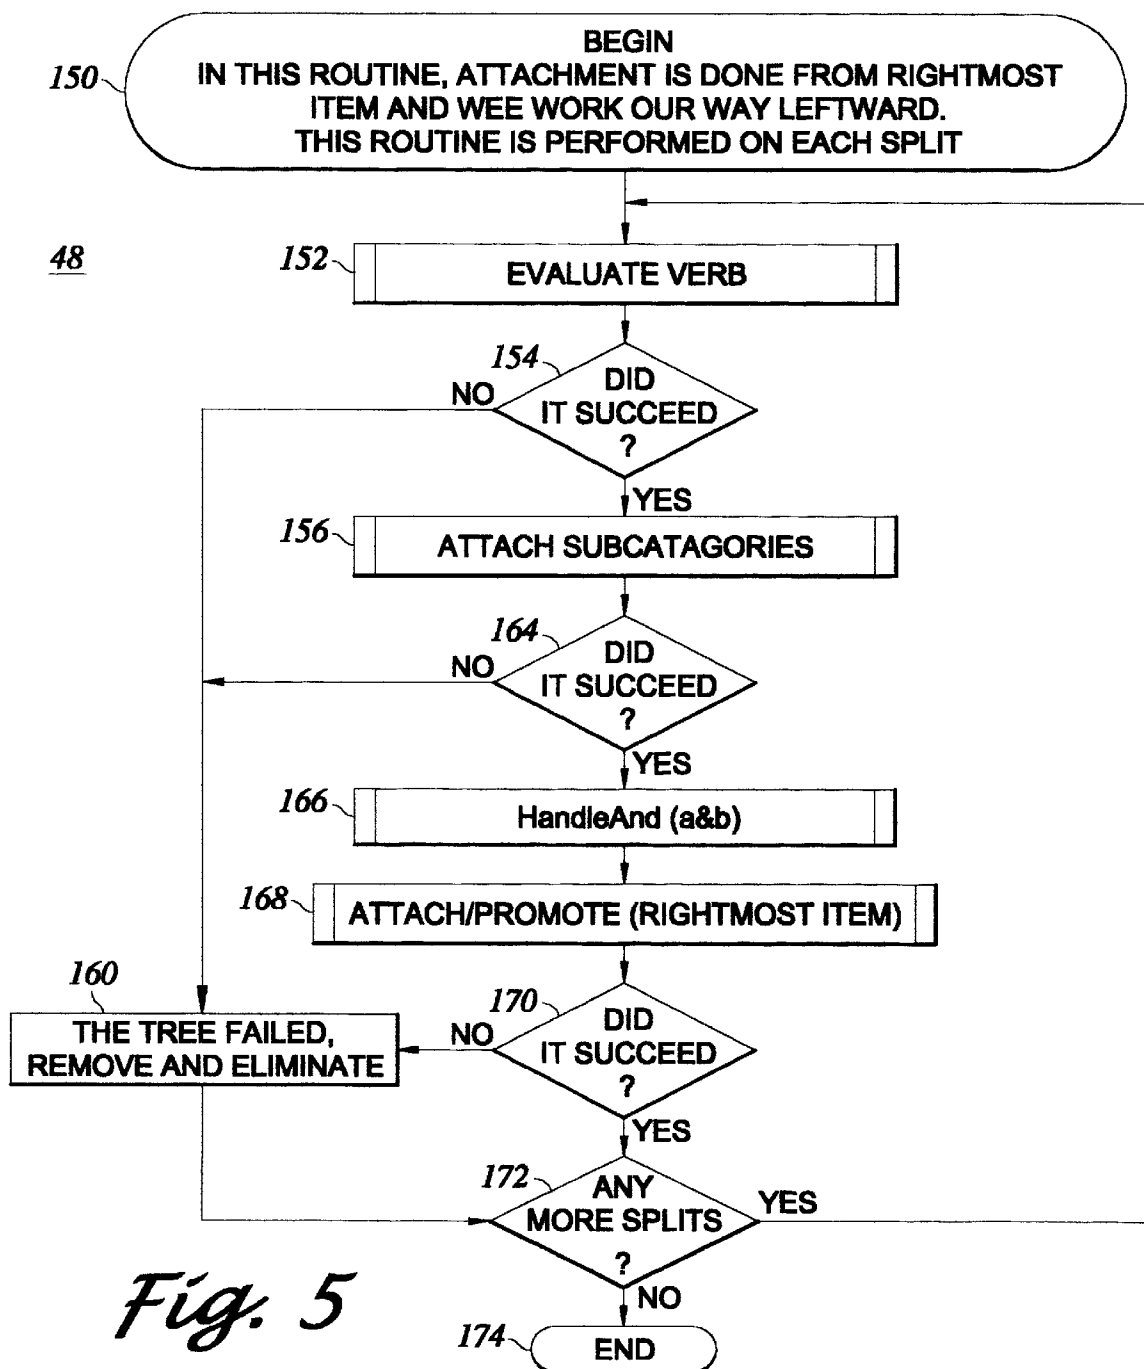 BEGIN
150
IN THIS ROUTINE, ATTACHMENT IS DONE FROM RIGHTMOST
ITEM AND WEE WORK OUR WAY LEFTWARD.
THIS ROUTINE IS PERFORMED ON EACH SPLIT
48
152
EVALUATE VERB
154
NO
DID
IT SUCCEED
?
YES
156
ATTACH SUBCATAGORIES
164
NO
DID
IT SUCCEED
?
YES
166
HandleAnd (a&b)
168
ATTACH/PROMOTE (RIGHTMOST ITEM)
160
THE TREE FAILED,
REMOVE AND ELIMINATE
170
NO
DID
IT SUCCEED
?
YES
172
ANY
MORE SPLITS
?
YES
NO
174
END
Fig. 5